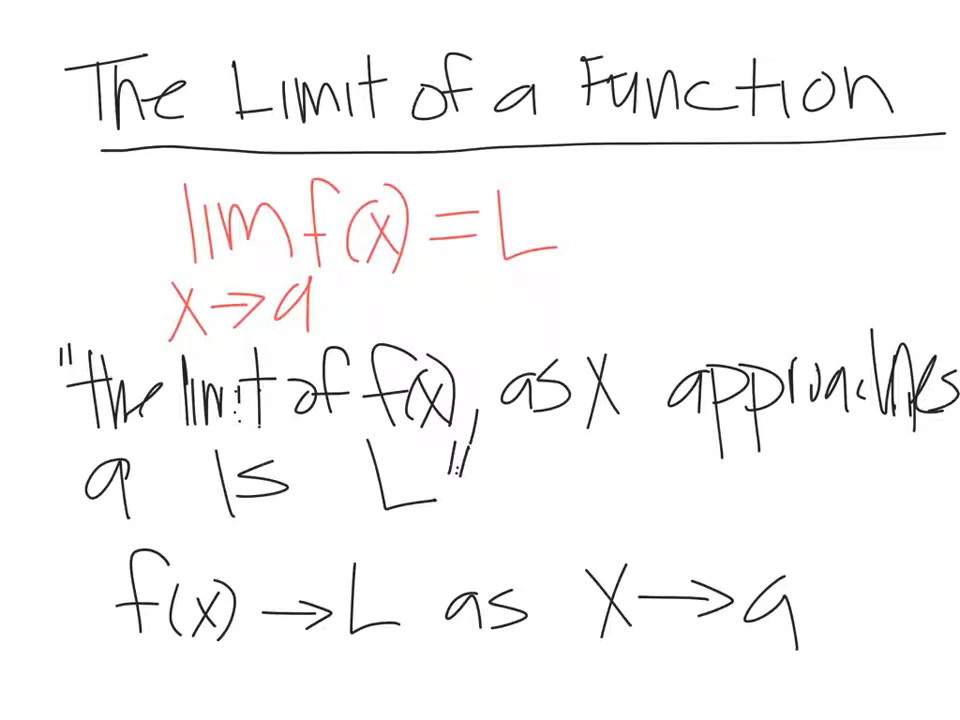 The Limit of a Function
lim f(x) = L
x→a
"the limit of f(x), as x approaches
a is L"
f(x) → L as x → a